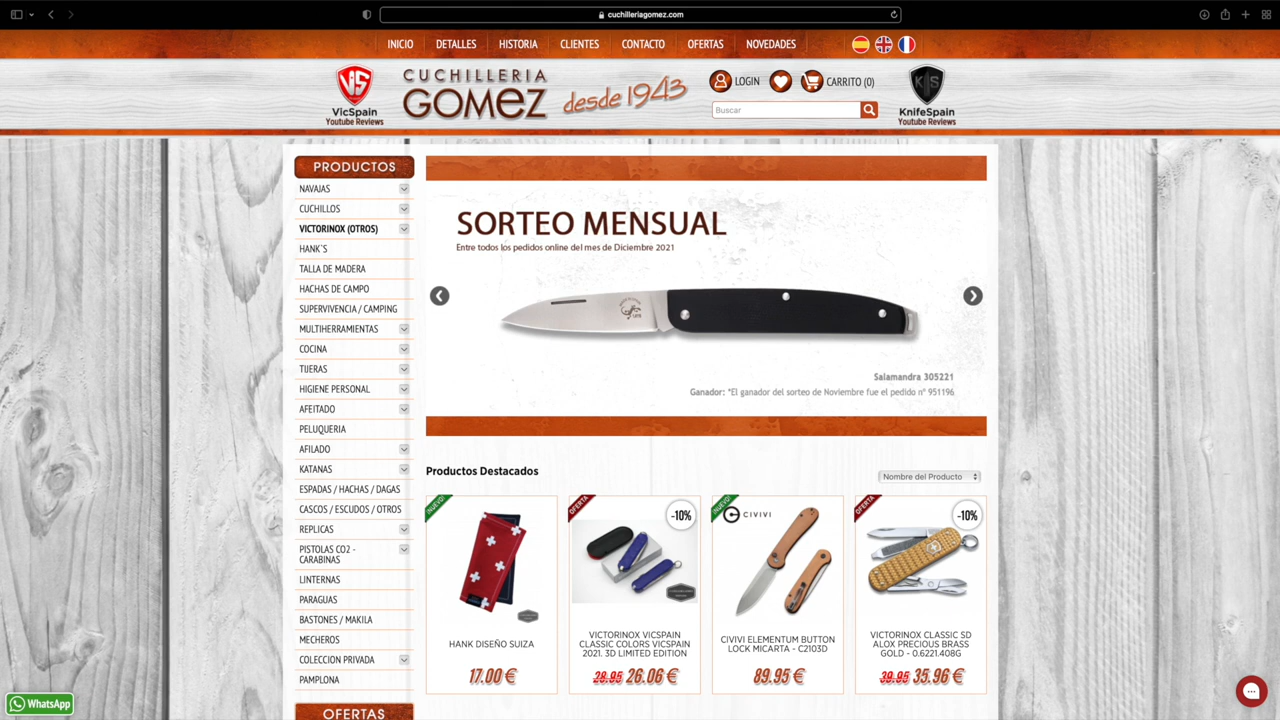 cuchilleriagomez.com
INICIO
DETALLES
HISTORIA
CLIENTES
CONTACTO
OFERTAS
NOVEDADES
VicSpain
Youtube Reviews
CUCHILLERIA
GOMEZ
desde 1943
LOGIN
CARRITO (0)
Buscar
KS
KnifeSpain
Youtube Reviews
PRODUCTOS
NAVAJAS
CUCHILLOS
VICTORINOX (OTROS)
HANK´S
TALLA DE MADERA
HACHAS DE CAMPO
SUPERVIVENCIA / CAMPING
MULTIHERRAMIENTAS
COCINA
TIJERAS
HIGIENE PERSONAL
AFEITADO
PELUQUERIA
AFILADO
KATANAS
ESPADAS / HACHAS / DAGAS
CASCOS / ESCUDOS / OTROS
REPLICAS
PISTOLAS CO2 -
CARABINAS
LINTERNAS
PARAGUAS
BASTONES / MAKILA
MECHEROS
COLECCION PRIVADA
PAMPLONA
OFERTAS
SORTEO MENSUAL
Entre todos los pedidos online del mes de Diciembre 2021
Salamandra 305221
Ganador: *El ganador del sorteo de Noviembre fue el pedido nº 951196
Productos Destacados
Nombre del Producto
¡NUEVO!
HANK DISEÑO SUIZA
17.00 €
OFERTA
-10%
VICTORINOX VICSPAIN
CLASSIC COLORS VICSPAIN
2021. 3D LIMITED EDITION
28.95 26.06 €
¡NUEVO!
CIVIVI
CIVIVI ELEMENTUM BUTTON
LOCK MICARTA - C2103D
89.95 €
OFERTA
-10%
VICTORINOX CLASSIC SD
ALOX PRECIOUS BRASS
GOLD - 0.6221.408G
39.95 35.96 €
WhatsApp